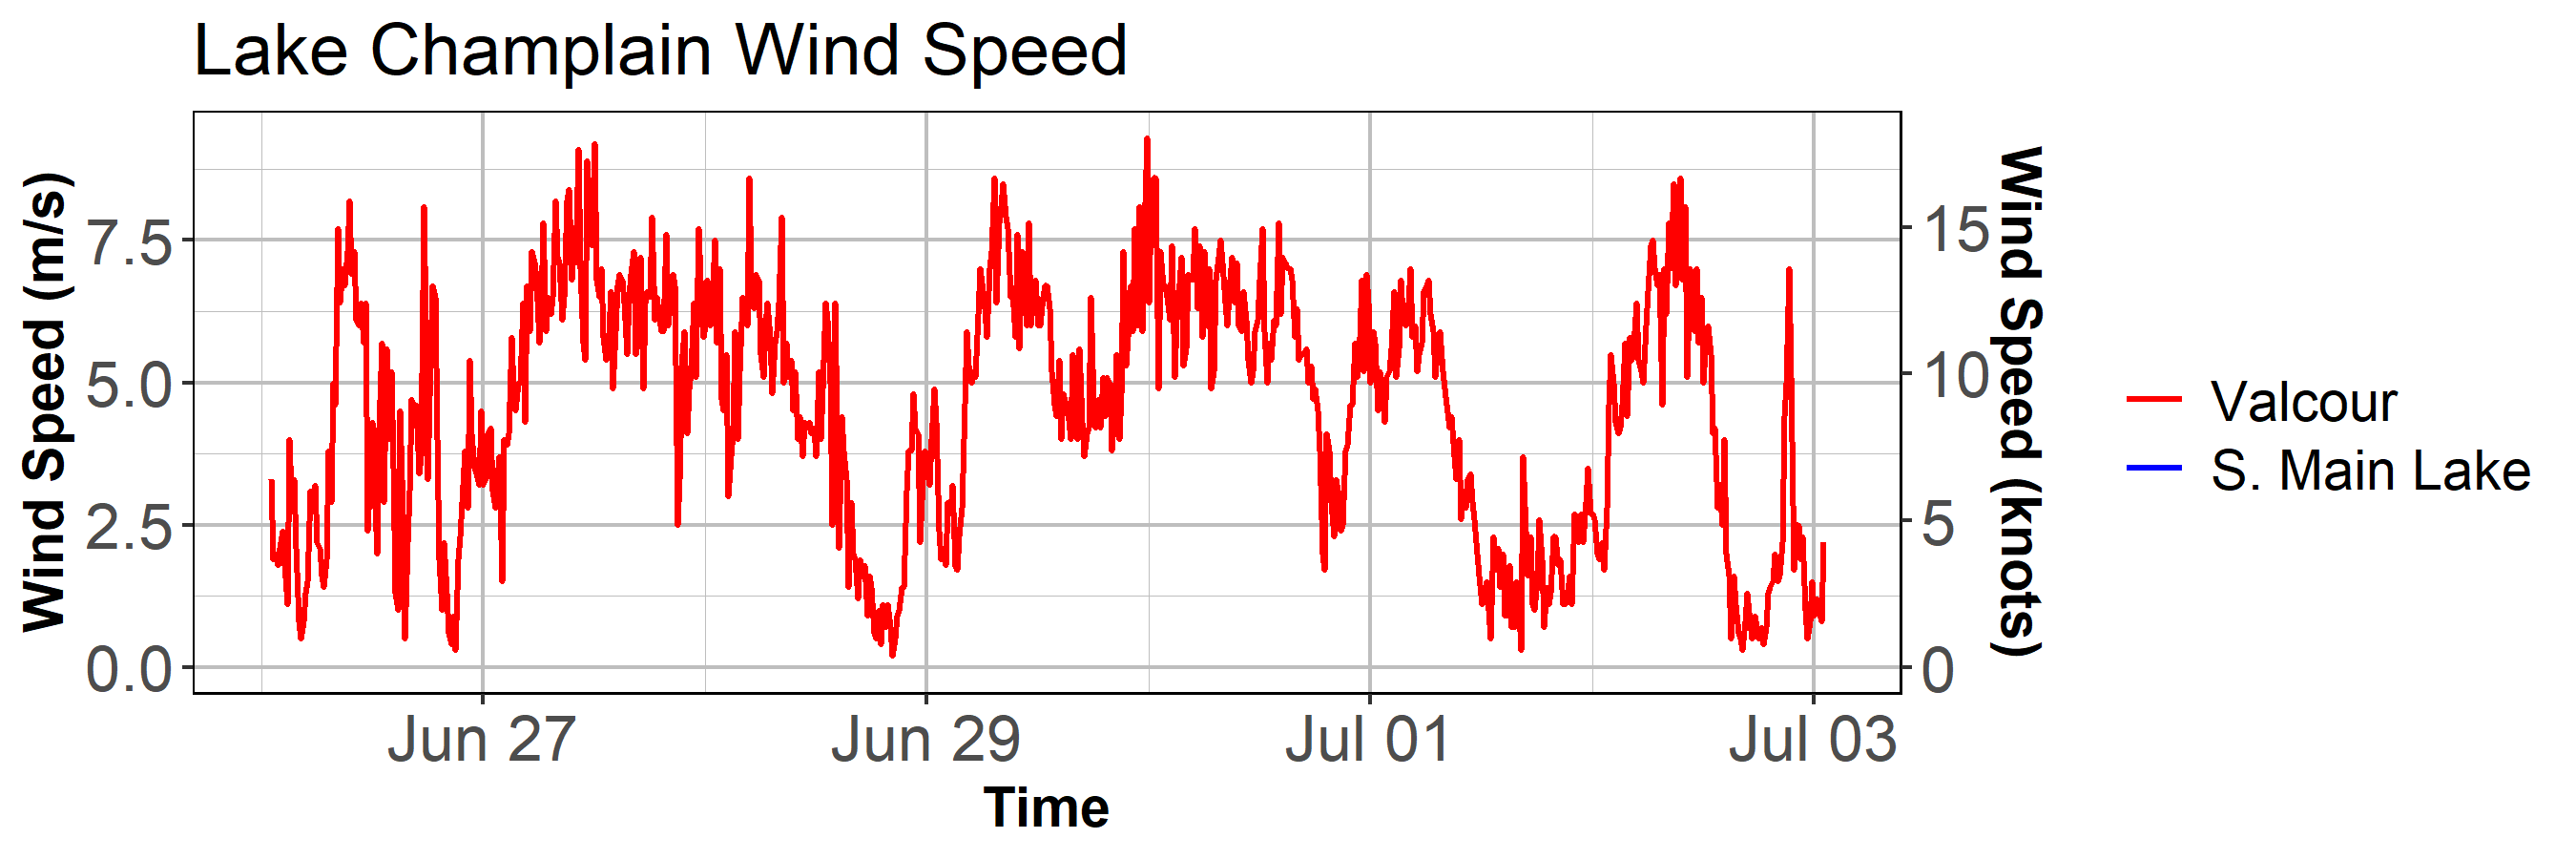 Lake Champlain Wind Speed
Wind Speed (m/s)
7.5
5.0
2.5
0.0
15
10
5
0
Wind Speed (knots)
Jun 27
Jun 29
Jul 01
Jul 03
Time
Valcour
S. Main Lake